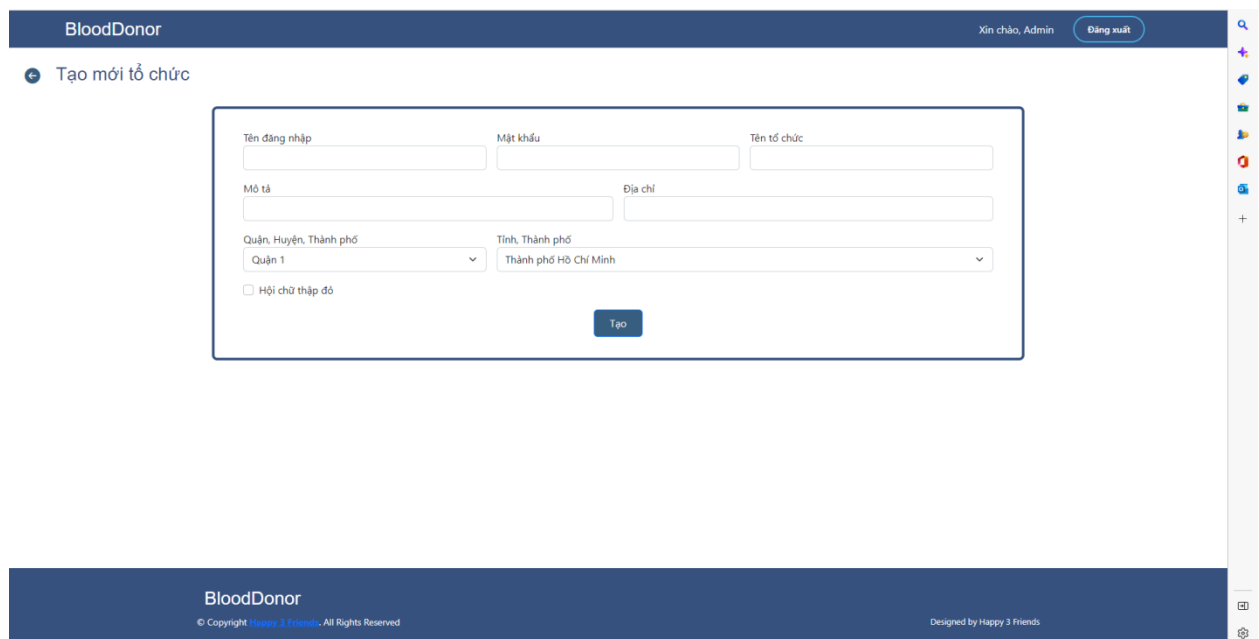 BloodDonor
Xin chào, Admin
Đăng xuất
Tạo mới tổ chức
Tên đăng nhập
Mật khẩu
Tên tổ chức
Mô tả
Địa chỉ
Quận, Huyện, Thành phố
Tỉnh, Thành phố
Quận 1
Thành phố Hồ Chí Minh
Hội chữ thập đỏ
Tạo
BloodDonor
© Copyright Happy 3 Friends. All Rights Reserved
Designed by Happy 3 Friends